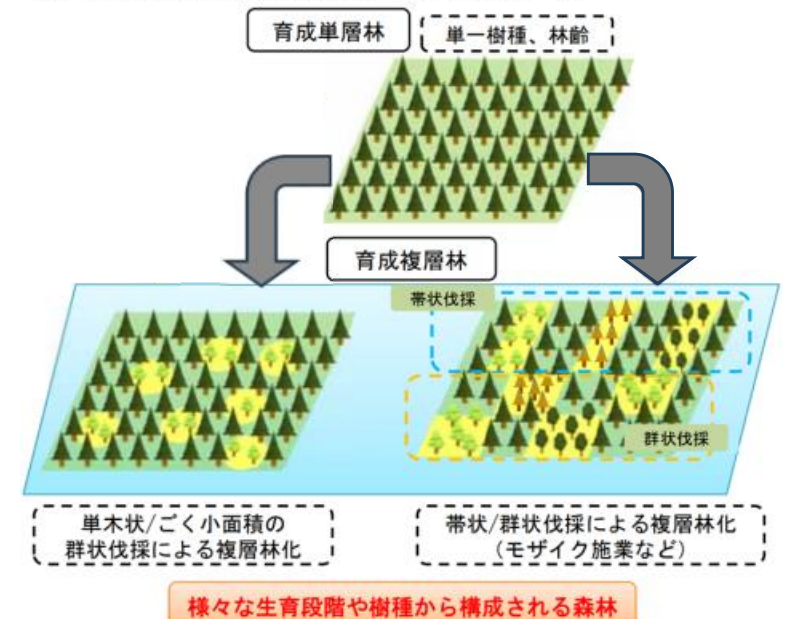 育成単層林
単一樹種、林齢
育成複層林
帯状伐採
群状伐採
単木状/ごく小面積の
群状伐採による複層林化
帯状/群状伐採による複層林化
(モザイク施業など)
様々な生育段階や樹種から構成される森林